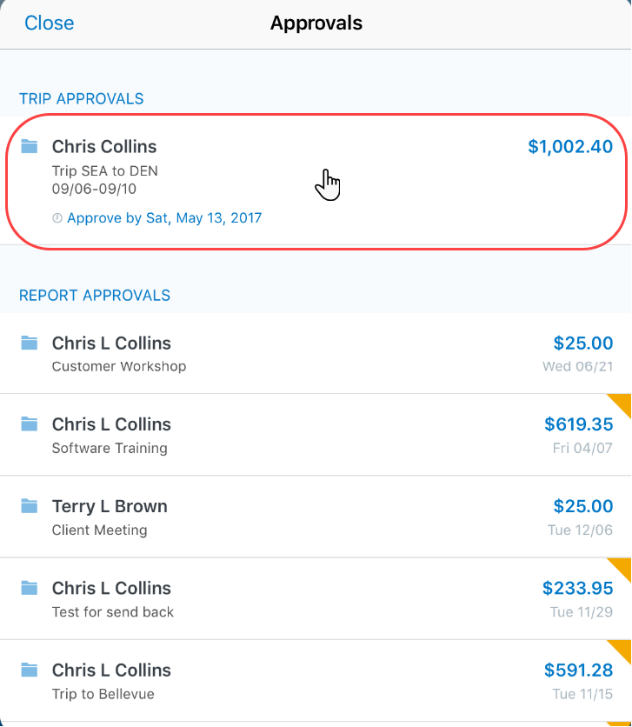 Close
Approvals
TRIP APPROVALS
Chris Collins
$1,002.40
Trip SEA to DEN
09/06-09/10
Approve by Sat, May 13, 2017
REPORT APPROVALS
Chris L Collins
$25.00
Customer Workshop
Wed 06/21
Chris L Collins
$619.35
Software Training
Fri 04/07
Terry L Brown
$25.00
Client Meeting
Tue 12/06
Chris L Collins
$233.95
Test for send back
Tue 11/29
Chris L Collins
$591.28
Trip to Bellevue
Tue 11/15